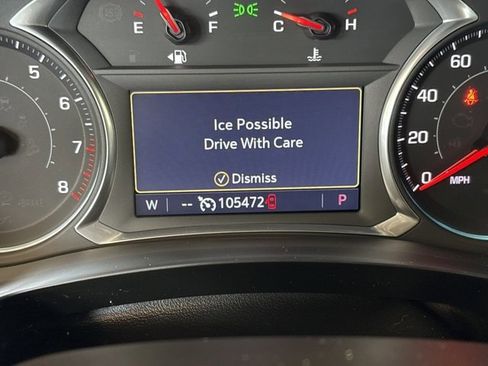 E F C H
8
7
6
5
60
40
20
0
MPH
Ice Possible
Drive With Care
Dismiss
W -- 105472 P